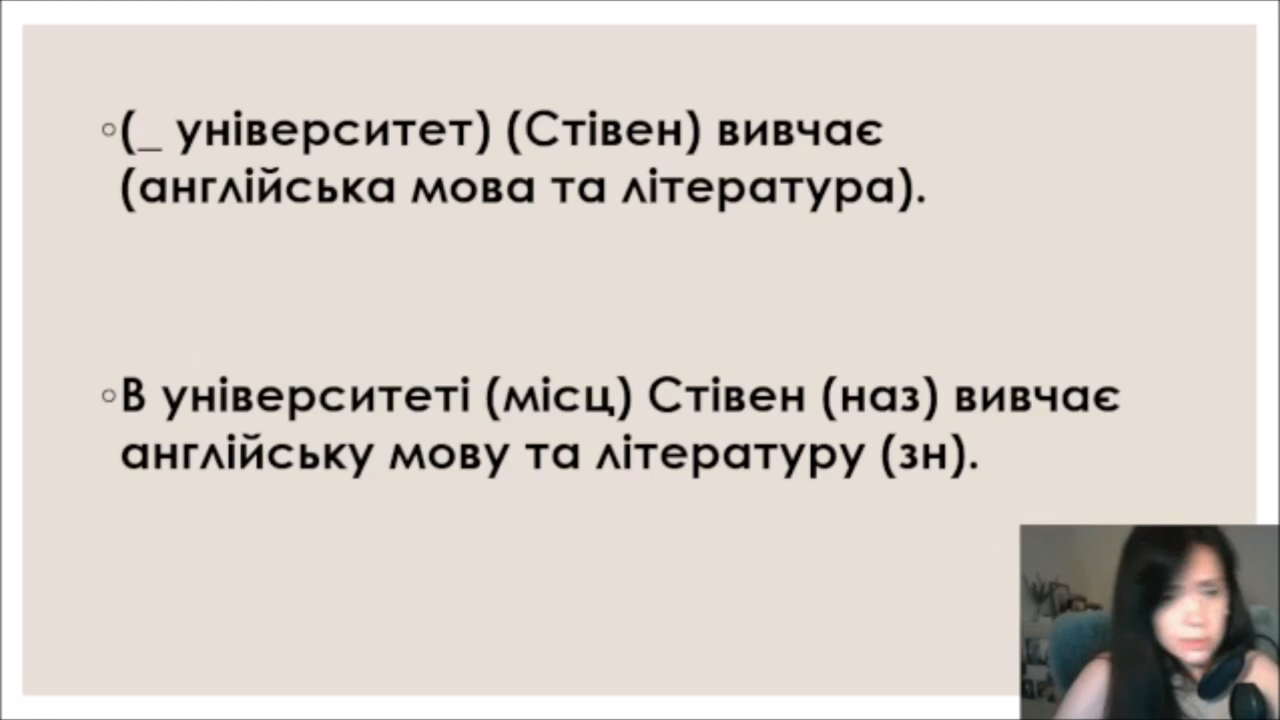 ◦(_ університет) (Стівен) вивчає
(англійська мова та література).
◦В університеті (місц) Стівен (наз) вивчає
англійську мову та літературу (зн).